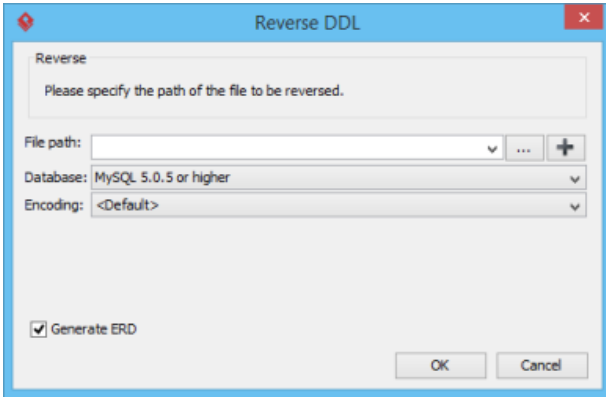 Reverse DDL
Reverse
Please specify the path of the file to be reversed.
File path:
...
Database: MySQL 5.0.5 or higher
Encoding: <Default>
Generate ERD
OK Cancel